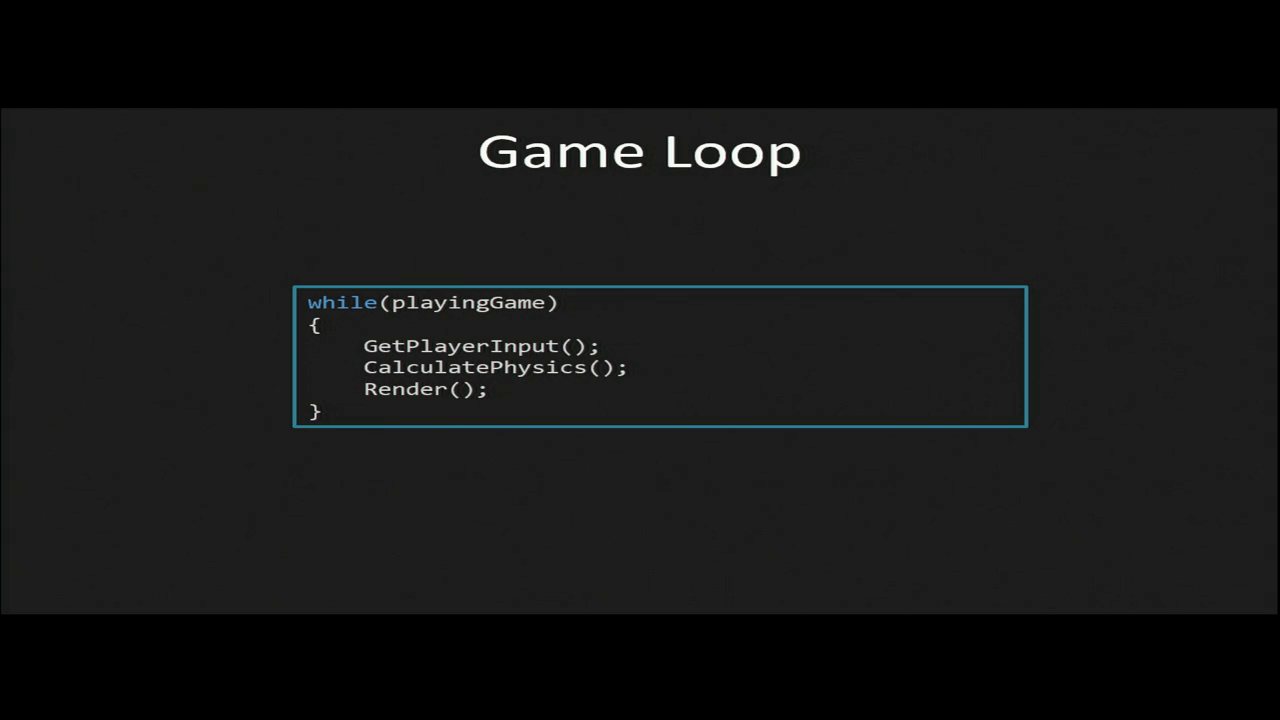 Game Loop
while(playingGame)
{
    GetPlayerInput();
    CalculatePhysics();
    Render();
}